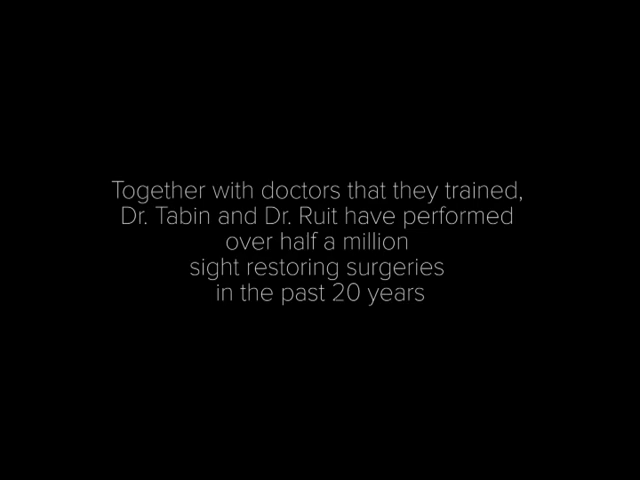 Together with doctors that they trained,
Dr. Tabin and Dr. Ruit have performed
over half a million
sight restoring surgeries
in the past 20 years